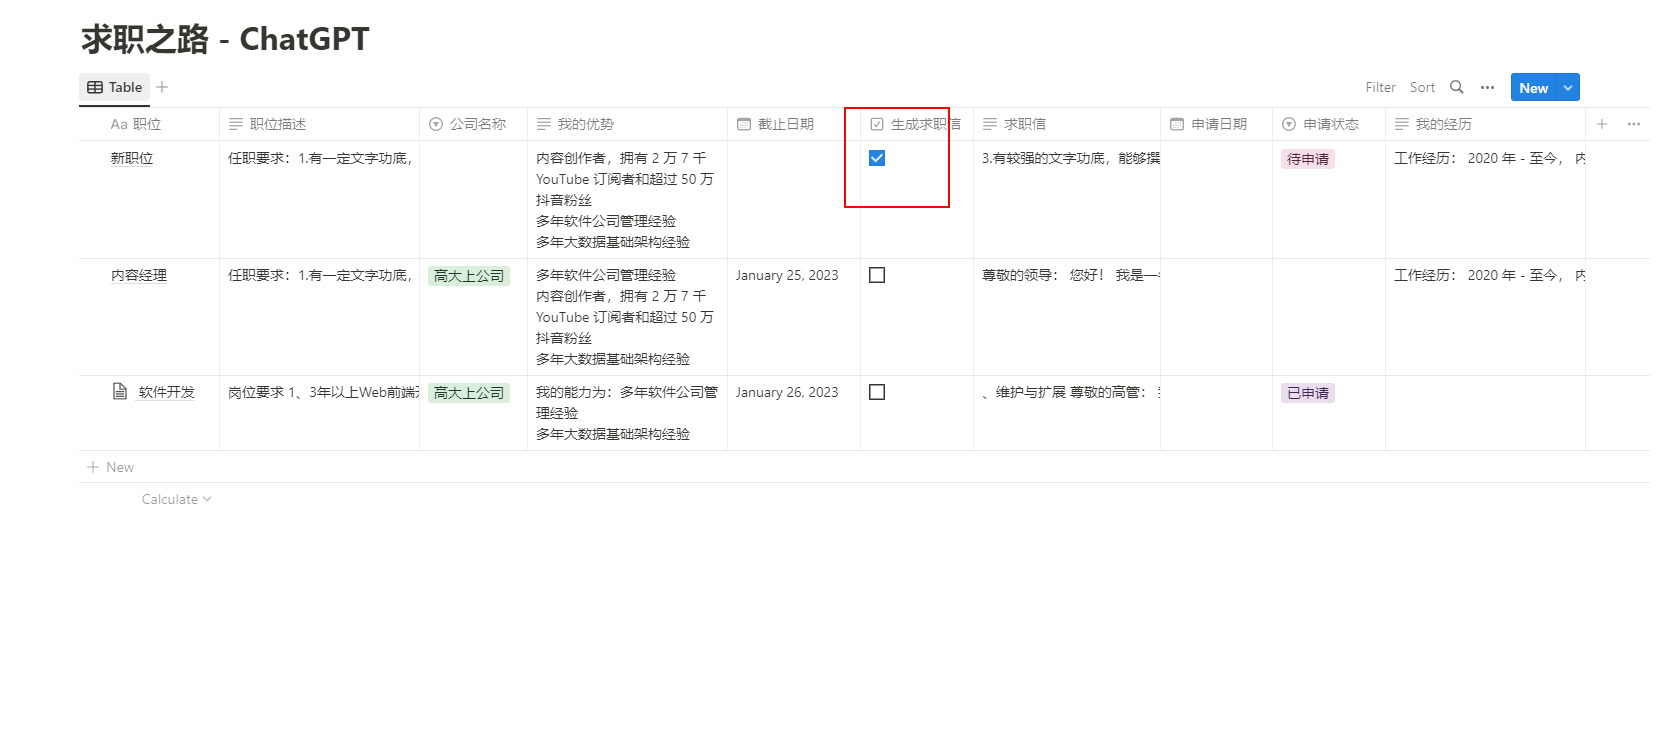 求职之路 - ChatGPT
Table
Filter Sort New
Aa 职位 职位描述 公司名称 我的优势 截止日期 生成求职信 求职信 申请日期 申请状态 我的经历
新职位 任职要求：1.有一定文字功底， 内容创作者，拥有 2 万 7 千 3.有较强的文字功底，能够撰 待申请 工作经历： 2020 年 - 至今， 内
YouTube 订阅者和超过 50 万
抖音粉丝
多年软件公司管理经验
多年大数据基础架构经验
内容经理 任职要求：1.有一定文字功底， 高大上公司 多年软件公司管理经验 January 25, 2023 尊敬的领导： 您好！ 我是一 工作经历： 2020 年 - 至今， 内
内容创作者，拥有 2 万 7 千
YouTube 订阅者和超过 50 万
抖音粉丝
多年大数据基础架构经验
软件开发 岗位要求 1、3年以上Web前端 高大上公司 我的能力为：多年软件公司管 January 26, 2023 、维护与扩展 尊敬的高管： 已申请
理经验
多年大数据基础架构经验
New
Calculate